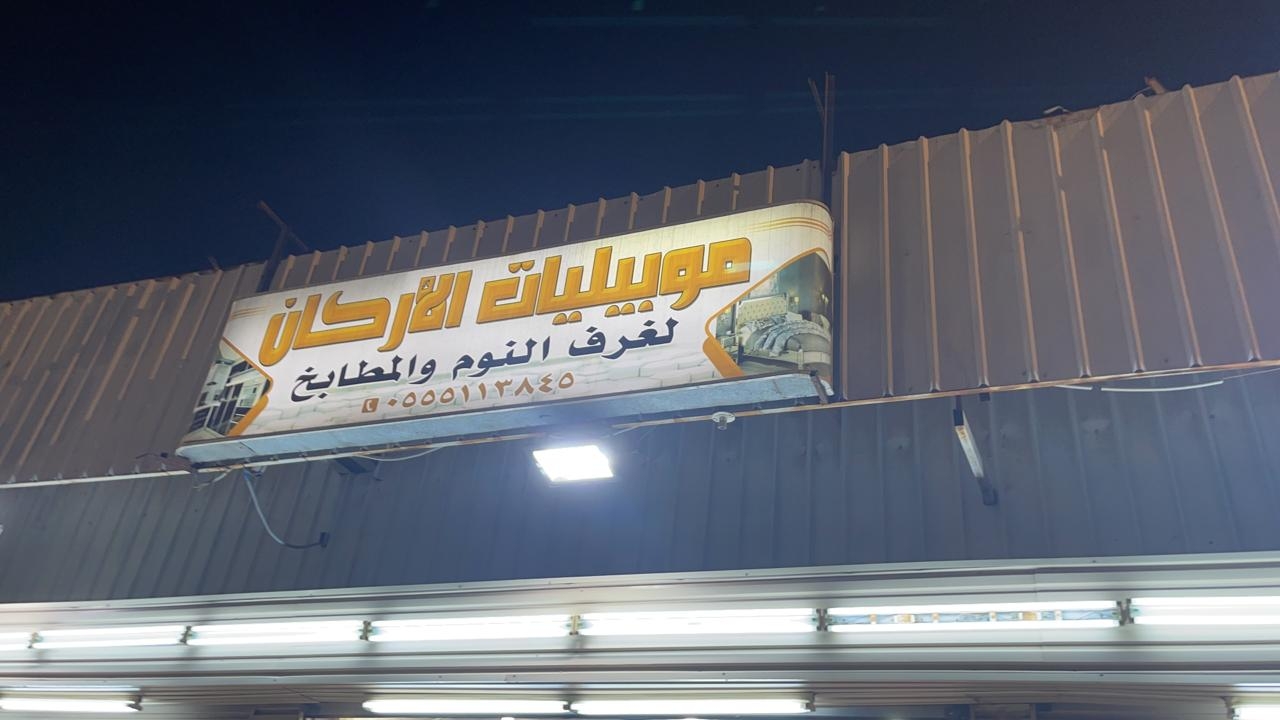 موبيليات الأركان
لغرف النوم والمطابخ
٠٥٥٥١١٣٨٤٥